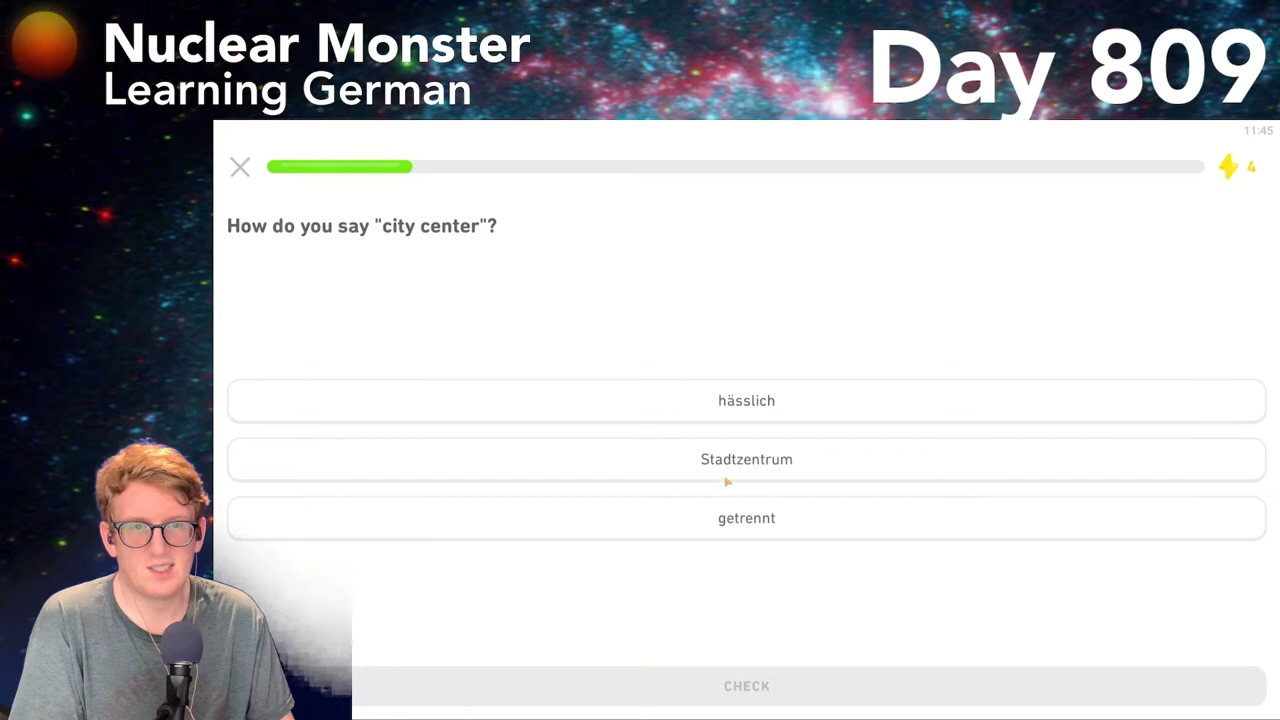 Nuclear Monster
Learning German
Day 809
11:45
4
How do you say "city center"?
hässlich
Stadtzentrum
getrennt
CHECK